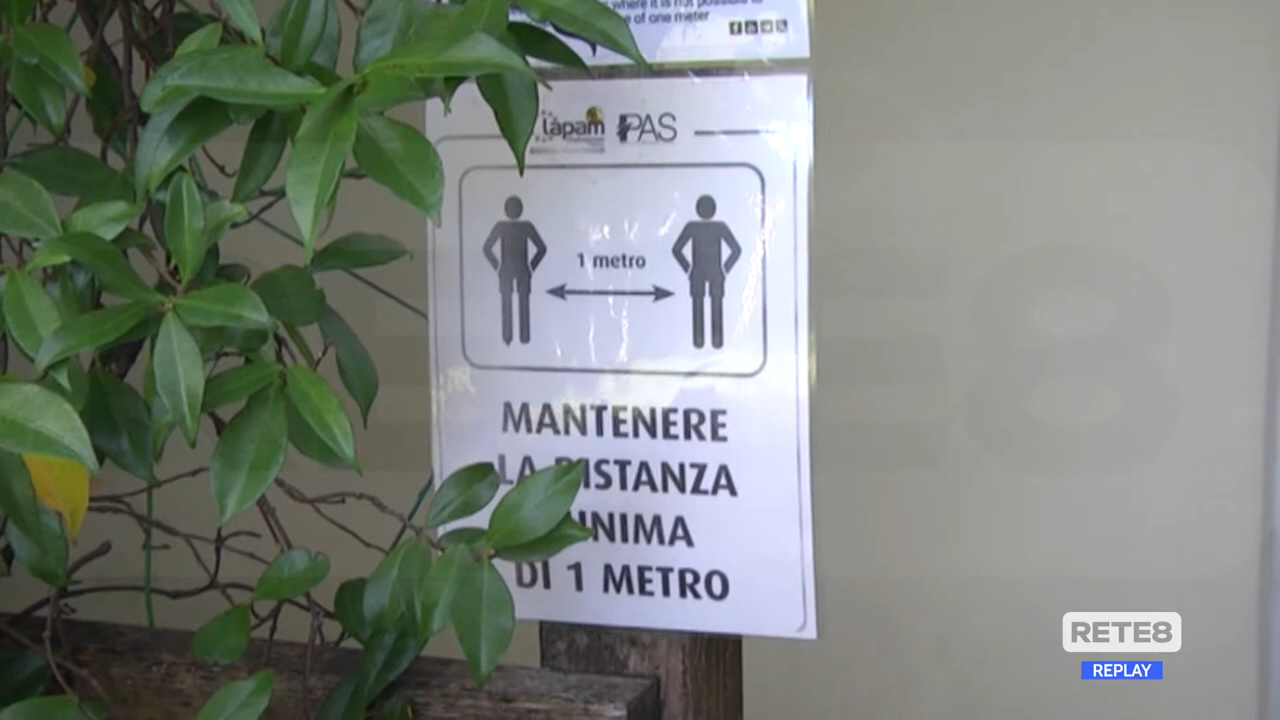 where it is not possible to
of one meter
lapam PAS
1 metro
MANTENERE
LA DISTANZA
MINIMA
DI 1 METRO
RETE8
REPLAY